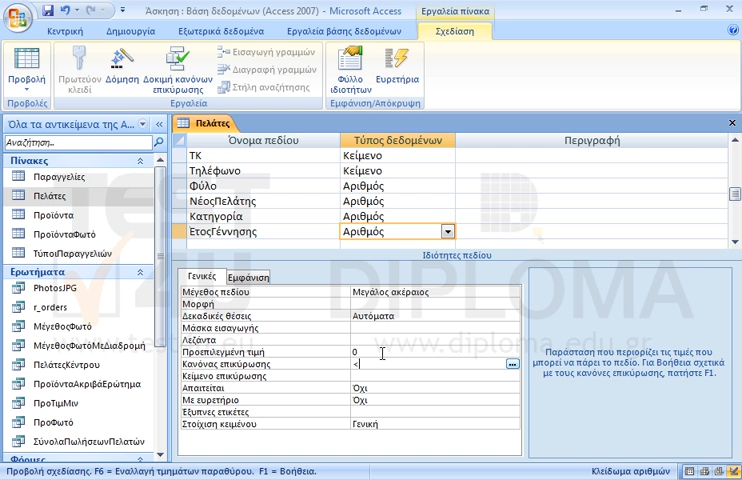 Άσκηση : Βάση δεδομένων (Access 2007) - Microsoft Access
Εργαλεία πίνακα
Κεντρική
Δημιουργία
Εξωτερικά δεδομένα
Εργαλεία βάσης δεδομένων
Σχεδίαση
Προβολή
Πρωτεύον κλειδί
Δόμηση
Δοκιμή κανόνων επικύρωσης
Εισαγωγή γραμμών
Διαγραφή γραμμών
Στήλη αναζήτησης
Φύλλο ιδιοτήτων
Ευρετήρια
Προβολές
Εργαλεία
Εμφάνιση/Απόκρυψη
Όλα τα αντικείμενα της A...
Αναζήτηση...
Πίνακες
Παραγγελίες
Πελάτες
Προϊόντα
ΠροϊόνταΦωτό
ΤύποιΠαραγγελιών
Ερωτήματα
PhotosJPG
r_orders
ΜέγεθοςΦωτό
ΜέγεθοςΦωτόΜεΔιαδρομή
ΠελάτεςΚέντρου
ΠροϊόνταΑκριβάΕρώτημα
ΠροΤιμΜιν
ΠροΦωτό
ΣύνολαΠωλήσεωνΠελατών
Φόρμες
Πελάτες
Όνομα πεδίου
Τύπος δεδομένων
Περιγραφή
ΤΚ
Κείμενο
Τηλέφωνο
Κείμενο
Φύλο
Αριθμός
ΝέοςΠελάτης
Αριθμός
Κατηγορία
Αριθμός
ΈτοςΓέννησης
Αριθμός
Ιδιότητες πεδίου
Γενικές
Εμφάνιση
Μέγεθος πεδίου
Μεγάλος ακέραιος
Μορφή
Δεκαδικές θέσεις
Αυτόματα
Μάσκα εισαγωγής
Λεζάντα
Προεπιλεγμένη τιμή
0
Κανόνας επικύρωσης
<
Κείμενο επικύρωσης
Απαιτείται
Όχι
Με ευρετήριο
Όχι
Έξυπνες ετικέτες
Στοίχιση κειμένου
Γενική
Παράσταση που περιορίζει τις τιμές που
μπορεί να πάρει το πεδίο. Για Βοήθεια σχετικά
με τους κανόνες επικύρωσης, πατήστε F1.
TEST
4U
DIPLOMA
www.diploma.edu.gr
Προβολή σχεδίασης. F6 = Εναλλαγή τμημάτων παραθύρου. F1 = Βοήθεια.
Κλείδωμα αριθμών